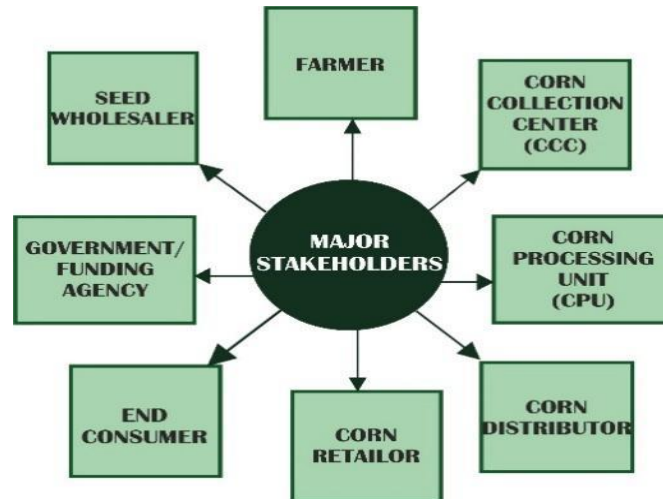 FARMER
SEED
WHOLESALER
CORN
COLLECTION
CENTER
(CCC)
MAJOR
STAKEHOLDERS
GOVERNMENT/
FUNDING
AGENCY
CORN
PROCESSING
UNIT
(CPU)
END
CONSUMER
CORN
RETAILOR
CORN
DISTRIBUTOR